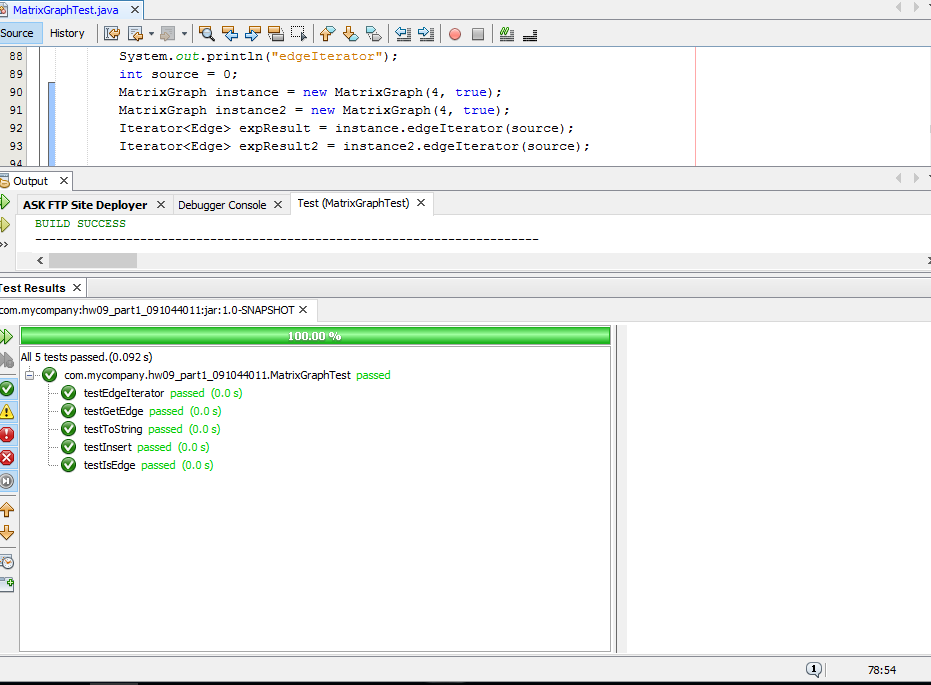 MatrixGraphTest.java
Source History
88 System.out.println("edgeIterator");
89 int source = 0;
90 MatrixGraph instance = new MatrixGraph(4, true);
91 MatrixGraph instance2 = new MatrixGraph(4, true);
92 Iterator<Edge> expResult = instance.edgeIterator(source);
93 Iterator<Edge> expResult2 = instance2.edgeIterator(source);
94
Output
ASK FTP Site Deployer Debugger Console Test (MatrixGraphTest)
BUILD SUCCESS
------------------------------------------------------------------------
Test Results
com.mycompany:hw09_part1_091044011:jar:1.0-SNAPSHOT
100.00 %
All 5 tests passed.(0.092 s)
com.mycompany.hw09_part1_091044011.MatrixGraphTest passed
testEdgeIterator passed (0.0 s)
testGetEdge passed (0.0 s)
testToString passed (0.0 s)
testInsert passed (0.0 s)
testIsEdge passed (0.0 s)
1 78:54